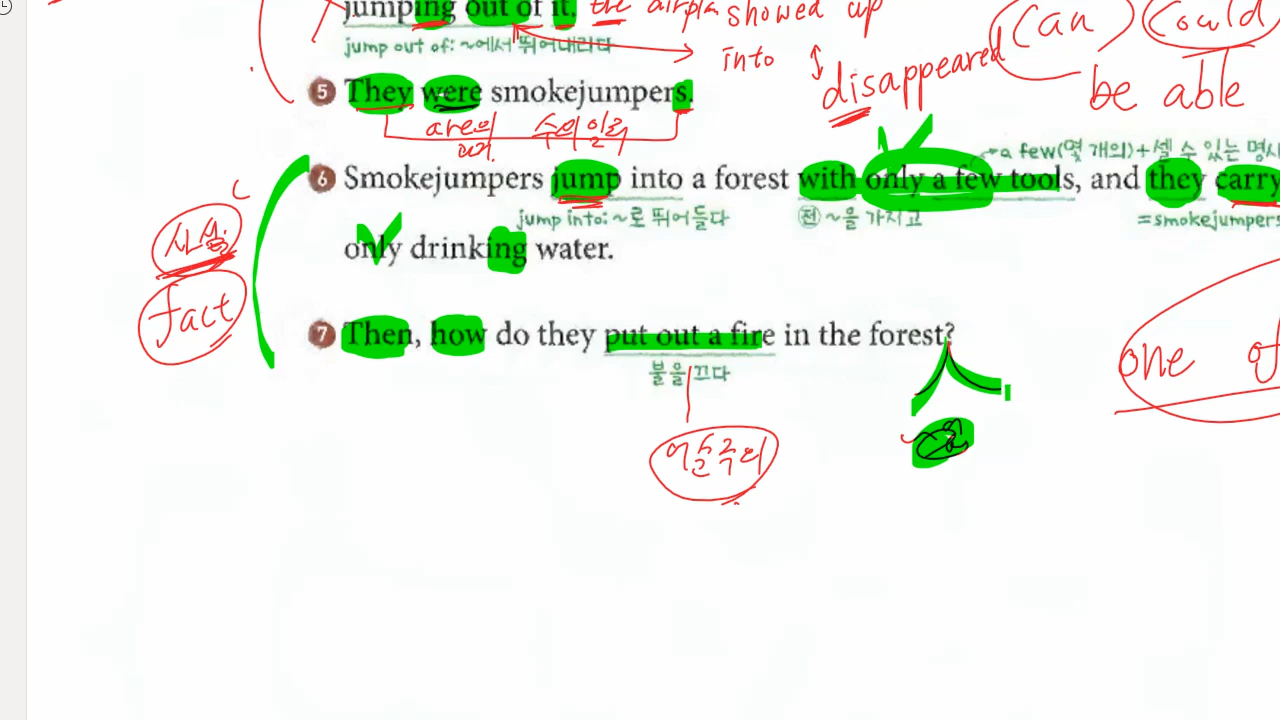 jumping out of it. the airpla showed up
can could
jump out of: ~에서 뛰어내리다
into
disappeared
be able
5 They were smokejumpers.
are의 수의 일치
과거
a few(몇 개의)+셀 수 있는 명사
6 Smokejumpers jump into a forest with only a few tools, and they carry
jump into: ~로 뛰어들다 전 ~을 가지고 =smokejumpers
사실
only drinking water.
fact
7 Then, how do they put out a fire in the forest?
불을 끄다
one of
어순주의